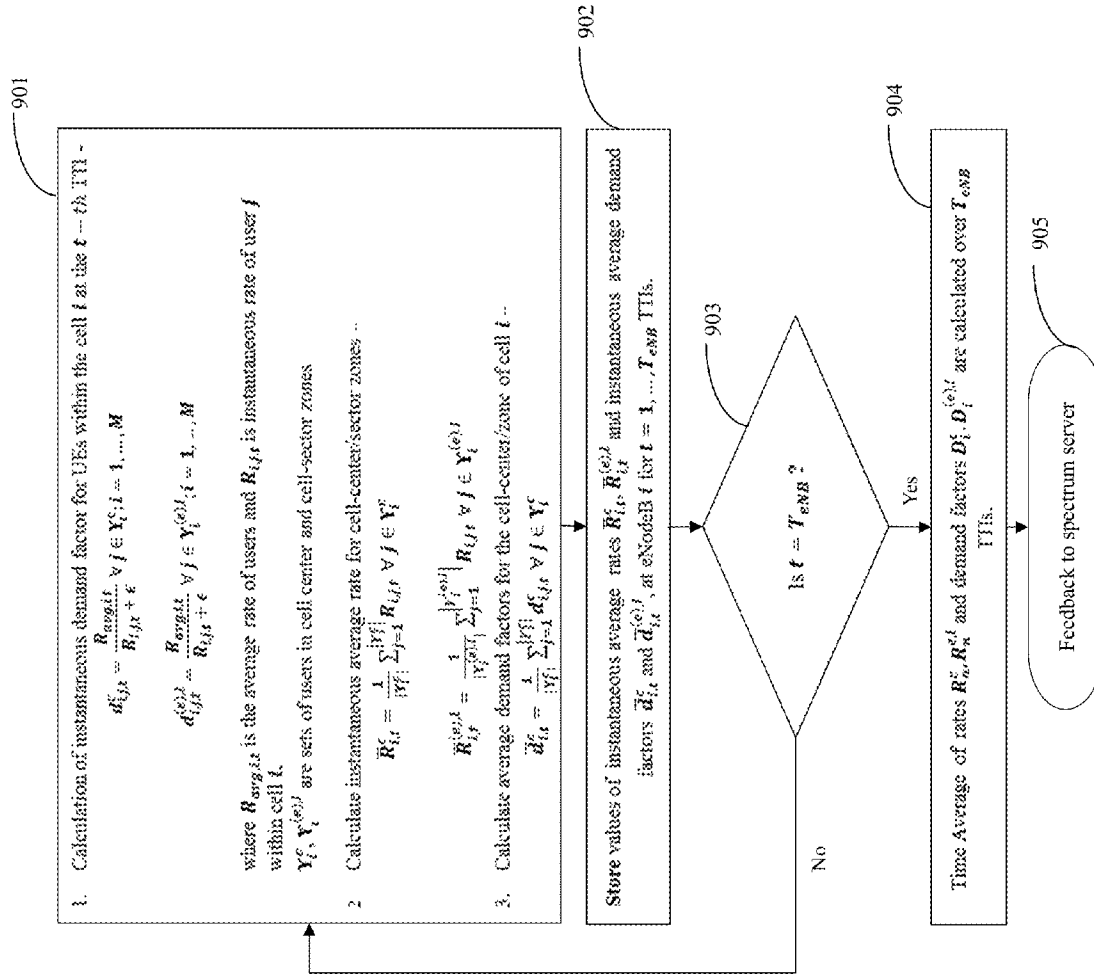 901
1. Calculation of instantaneous demand factor for UEs within the cell i at the t − th TTI -
d^c_{i,j,t} = R_{avg,i,t} / (R_{i,j,t} + ϵ) ∀ j ∈ Υ^c_i; i = 1, ..., M
d^{(e),l}_{i,j,t} = R_{avg,i,t} / (R_{i,j,t} + ϵ) ∀ j ∈ Υ^{(e),l}_i; i = 1, .., M
where R_{avg,i,t} is the average rate of users and R_{i,j,t} is instantaneous rate of user j
within cell i.
Υ^c_i, Υ^{(e),l}_i are sets of users in cell center and cell-sector zones
2 Calculate instantaneous average rate for cell-center/sector zones --
R̅^c_{i,t} = 1/|Υ^c_i| ∑^{|Υ^c_i|}_{j=1} R_{i,j,t} ∀ j ∈ Υ^c_i
R̅^{(e),l}_{i,t} = 1/|Υ^{(e),l}_i| ∑^{|Υ^{(e),l}_i|}_{j=1} R_{i,j,t} ∀ j ∈ Υ^{(e),l}_i
3. Calculate average demand factors for the cell-center/zone of cell i --
d̅^c_{i,t} = 1/|Υ^c_i| ∑^{|Υ^c_i|}_{j=1} d^c_{i,j,t} ∀ j ∈ Υ^c_i
902
Store values of instantaneous average rates R̅^c_{i,t}, R̅^{(e),l}_{i,t} and instantaneous average demand
factors d̅^c_{i,t} and d̅^{(e),l}_{i,t}, at eNodeB i for t = 1, ..., T_{eNB} TTIs.
903
Is t = T_{eNB} ?
No
Yes
904
Time Average of rates R^c_n, R^{e,l}_n and demand factors D^c_i, D^{(e),l}_i are calculated over T_{eNB}
TTIs.
905
Feedback to spectrum server